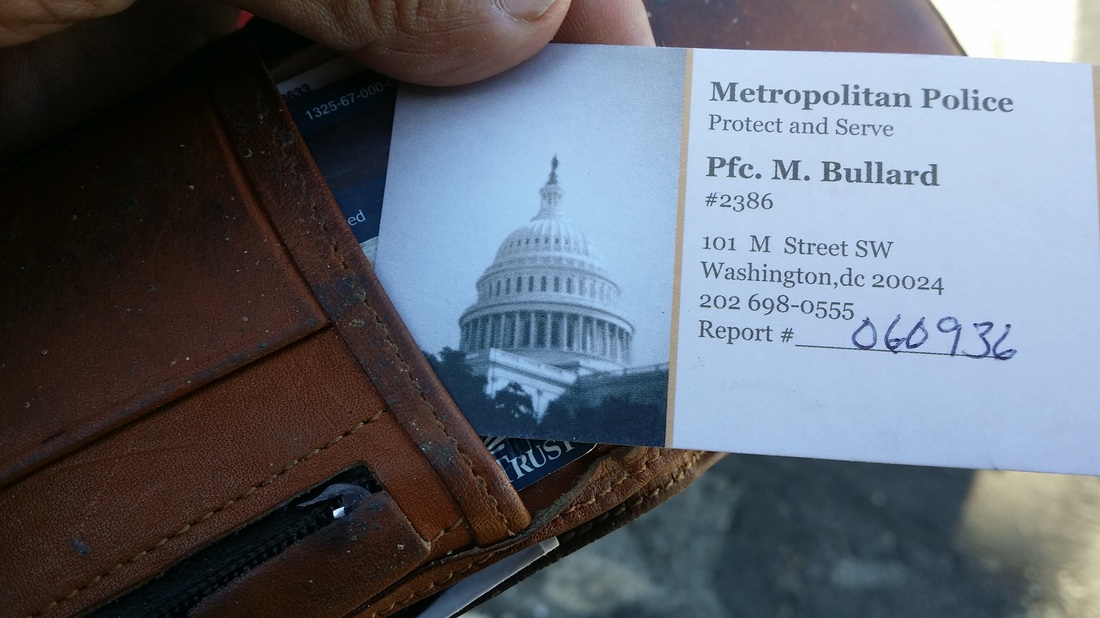 1325-67-000
ed
TRUST
Metropolitan Police
Protect and Serve
Pfc. M. Bullard
#2386
101 M Street SW
Washington,dc 20024
202 698-0555
Report # 060936